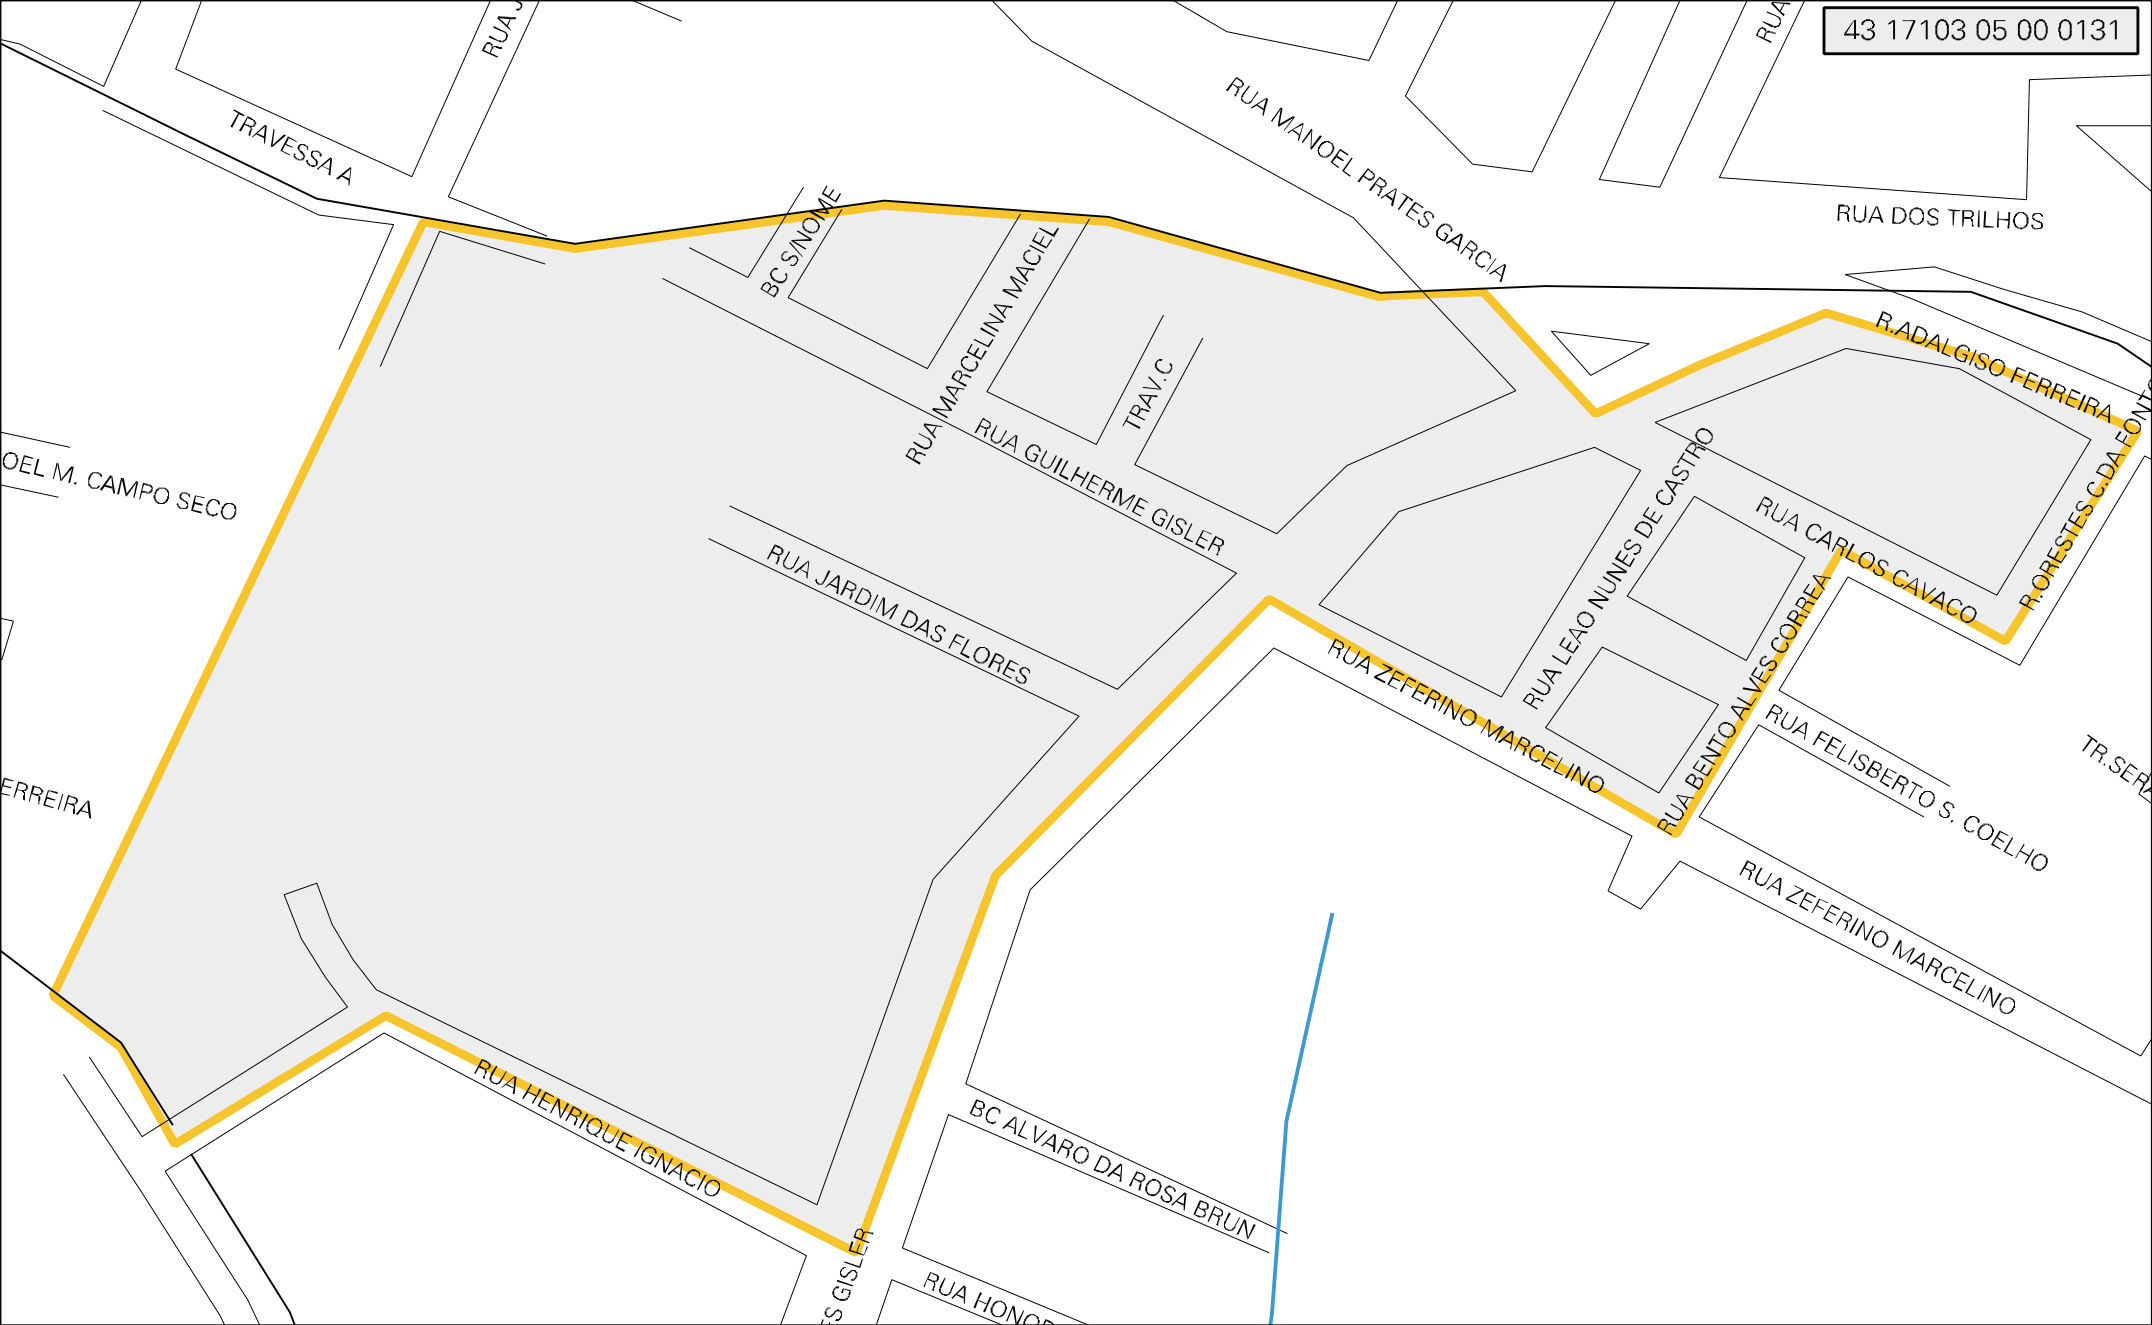 43 17103 05 00 0131
TRAVESSA A
RUA J
RUA
RUA MANOEL PRATES GARCIA
RUA DOS TRILHOS
BC S/NOME
RUA MARCELINA MACIEL
TRAV.C
RUA GUILHERME GISLER
R.ADALGISO FERREIRA
R.ORESTES C.DA FONTO
OEL M. CAMPO SECO
RUA JARDIM DAS FLORES
RUA LEAO NUNES DE CASTRO
RUA CARLOS CAVACO
RUA BENTO ALVES CORREA
RUA ZEFERINO MARCELINO
RUA FELISBERTO S. COELHO
TR.SERA
ERREIRA
RUA ZEFERINO MARCELINO
RUA HENRIQUE IGNACIO
BC ALVARO DA ROSA BRUN
ES GISLER
RUA HONOR